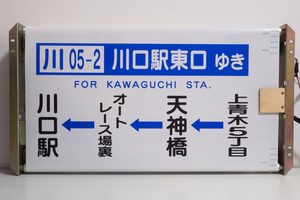 川05-2 川口駅東口 ゆき
FOR KAWAGUCHI STA.
上青木5丁目
天神橋
オート
レース場裏
川口駅